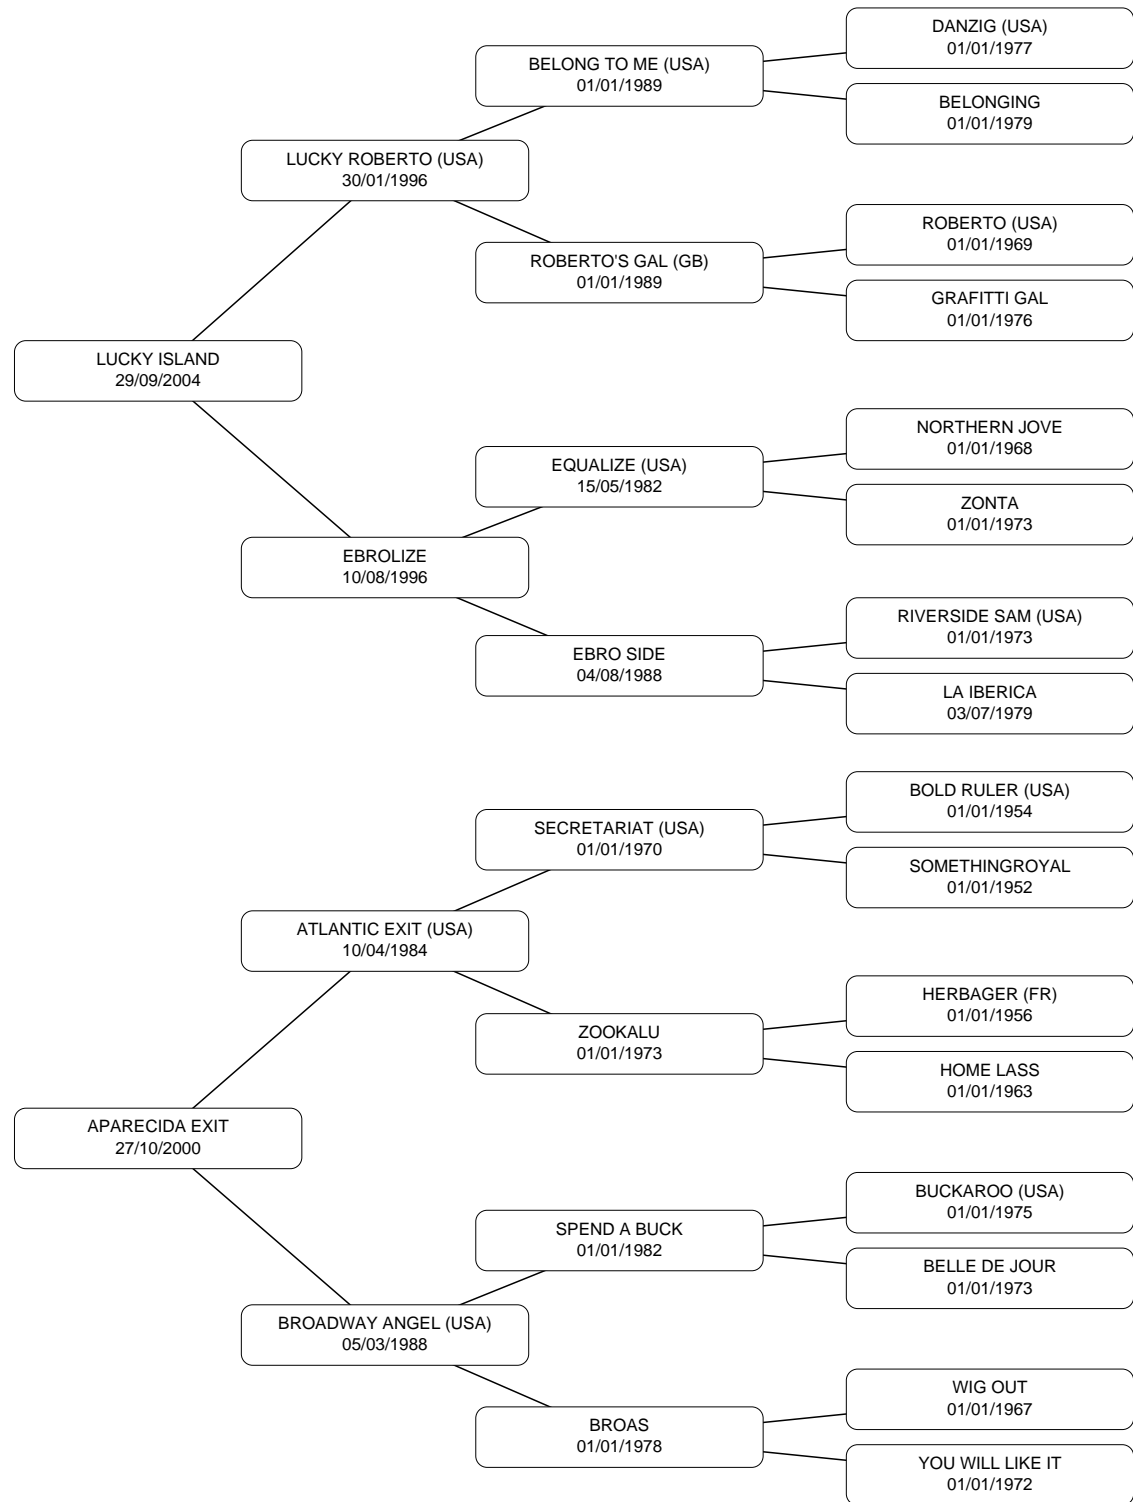 DANZIG (USA)
01/01/1977
BELONG TO ME (USA)
01/01/1989
BELONGING
01/01/1979
LUCKY ROBERTO (USA)
30/01/1996
ROBERTO (USA)
01/01/1969
ROBERTO'S GAL (GB)
01/01/1989
GRAFITTI GAL
01/01/1976
LUCKY ISLAND
29/09/2004
NORTHERN JOVE
01/01/1968
EQUALIZE (USA)
15/05/1982
ZONTA
01/01/1973
EBROLIZE
10/08/1996
RIVERSIDE SAM (USA)
01/01/1973
EBRO SIDE
04/08/1988
LA IBERICA
03/07/1979
BOLD RULER (USA)
01/01/1954
SECRETARIAT (USA)
01/01/1970
SOMETHINGROYAL
01/01/1952
ATLANTIC EXIT (USA)
10/04/1984
HERBAGER (FR)
01/01/1956
ZOOKALU
01/01/1973
HOME LASS
01/01/1963
APARECIDA EXIT
27/10/2000
BUCKAROO (USA)
01/01/1975
SPEND A BUCK
01/01/1982
BELLE DE JOUR
01/01/1973
BROADWAY ANGEL (USA)
05/03/1988
WIG OUT
01/01/1967
BROAS
01/01/1978
YOU WILL LIKE IT
01/01/1972